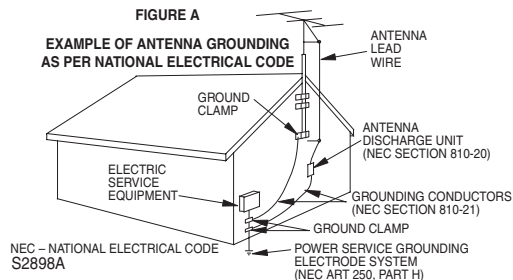 FIGURE A
EXAMPLE OF ANTENNA GROUNDING
AS PER NATIONAL ELECTRICAL CODE
ANTENNA
LEAD
WIRE
GROUND
CLAMP
ANTENNA
DISCHARGE UNIT
(NEC SECTION 810-20)
ELECTRIC
SERVICE
EQUIPMENT
GROUNDING CONDUCTORS
(NEC SECTION 810-21)
GROUND CLAMP
POWER SERVICE GROUNDING
ELECTRODE SYSTEM
(NEC ART 250, PART H)
NEC – NATIONAL ELECTRICAL CODE
S2898A